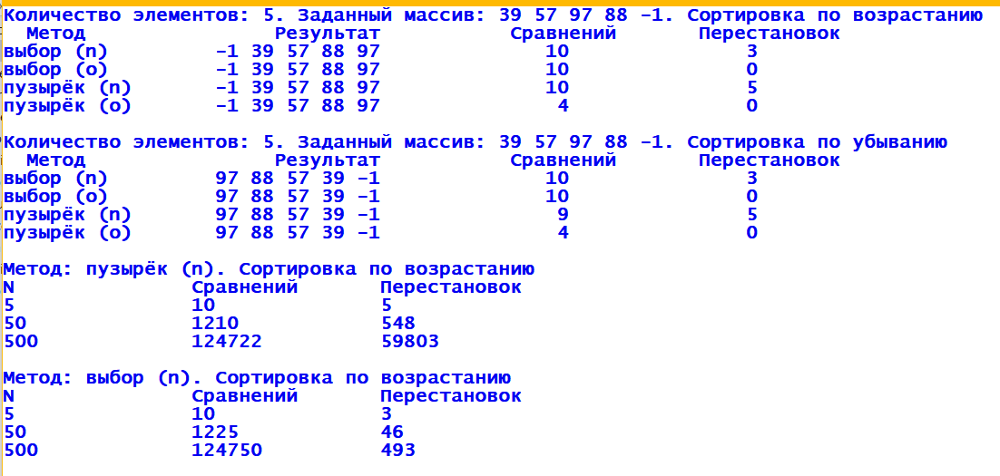 Количество элементов: 5. Заданный массив: 39 57 97 88 -1. Сортировка по возрастанию
Метод Результат Сравнений Перестановок
выбор (n) -1 39 57 88 97 10 3
выбор (о) -1 39 57 88 97 10 0
пузырёк (n) -1 39 57 88 97 10 5
пузырёк (о) -1 39 57 88 97 4 0
Количество элементов: 5. Заданный массив: 39 57 97 88 -1. Сортировка по убыванию
Метод Результат Сравнений Перестановок
выбор (n) 97 88 57 39 -1 10 3
выбор (о) 97 88 57 39 -1 10 0
пузырёк (n) 97 88 57 39 -1 9 5
пузырёк (о) 97 88 57 39 -1 4 0
Метод: пузырёк (n). Сортировка по возрастанию
N Сравнений Перестановок
5 10 5
50 1210 548
500 124722 59803
Метод: выбор (n). Сортировка по возрастанию
N Сравнений Перестановок
5 10 3
50 1225 46
500 124750 493